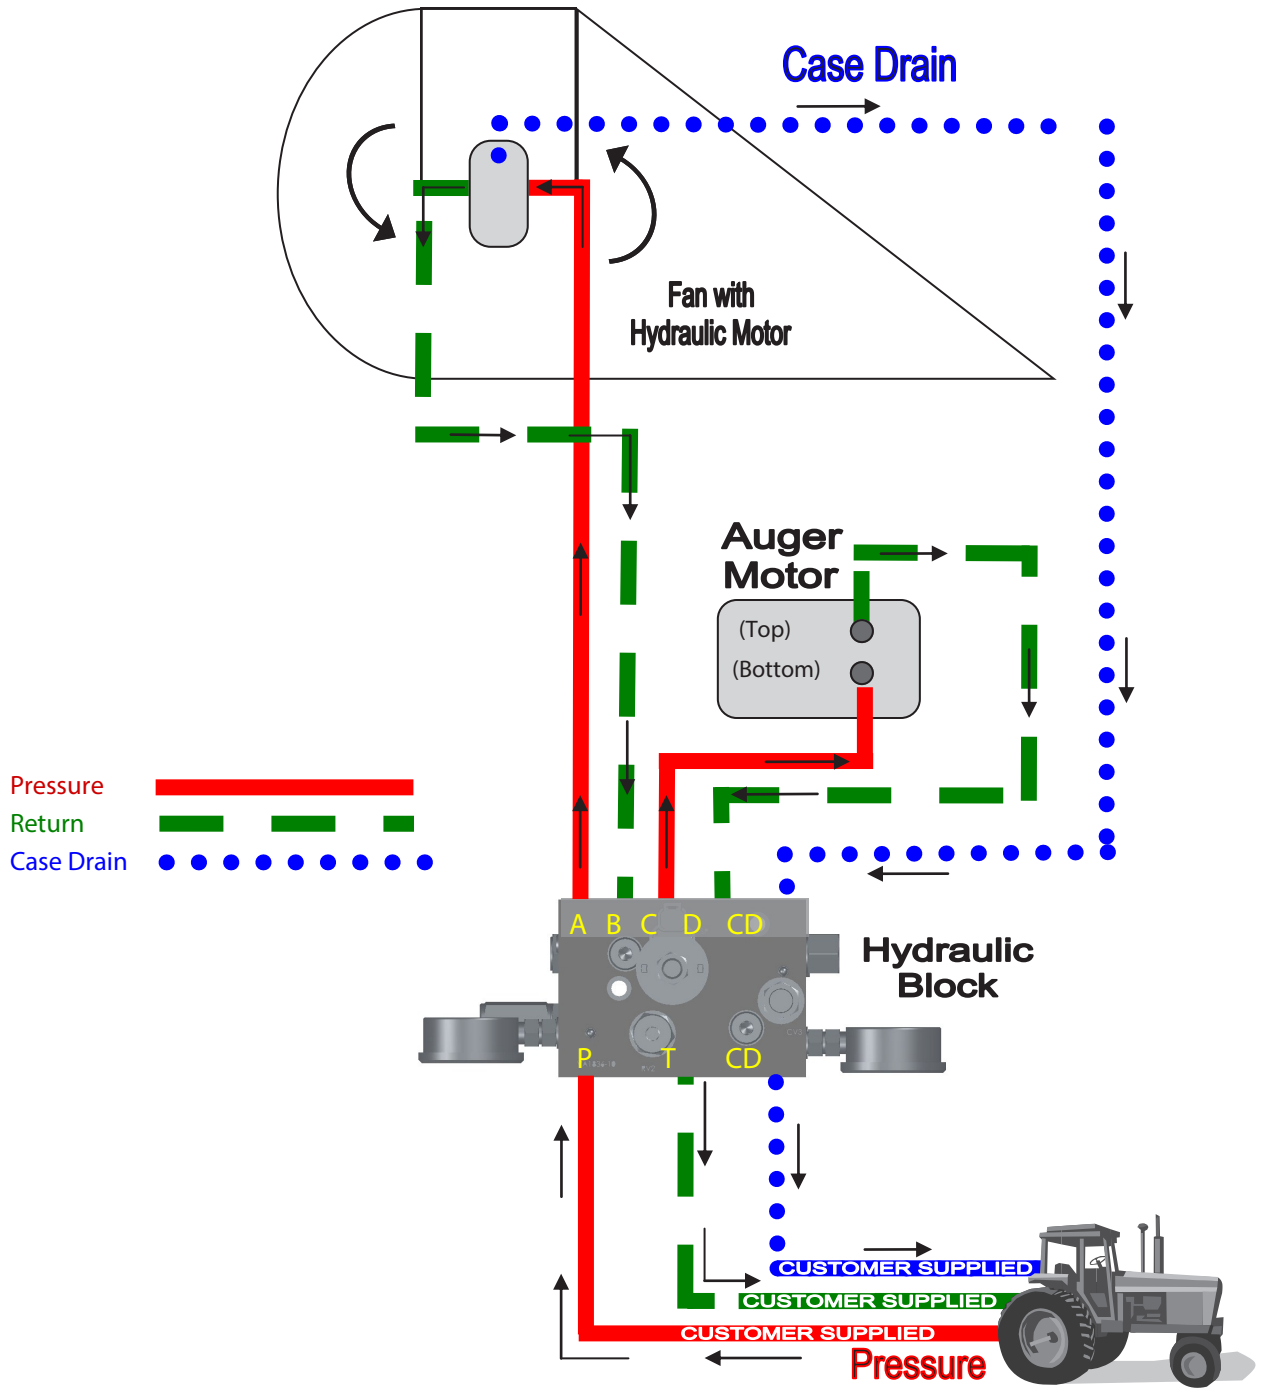 Case Drain
Fan with
Hydraulic Motor
Auger
Motor
(Top)
(Bottom)
Pressure
Return
Case Drain
A B C D CD
Hydraulic
Block
P T CD
CUSTOMER SUPPLIED
CUSTOMER SUPPLIED
CUSTOMER SUPPLIED
Pressure